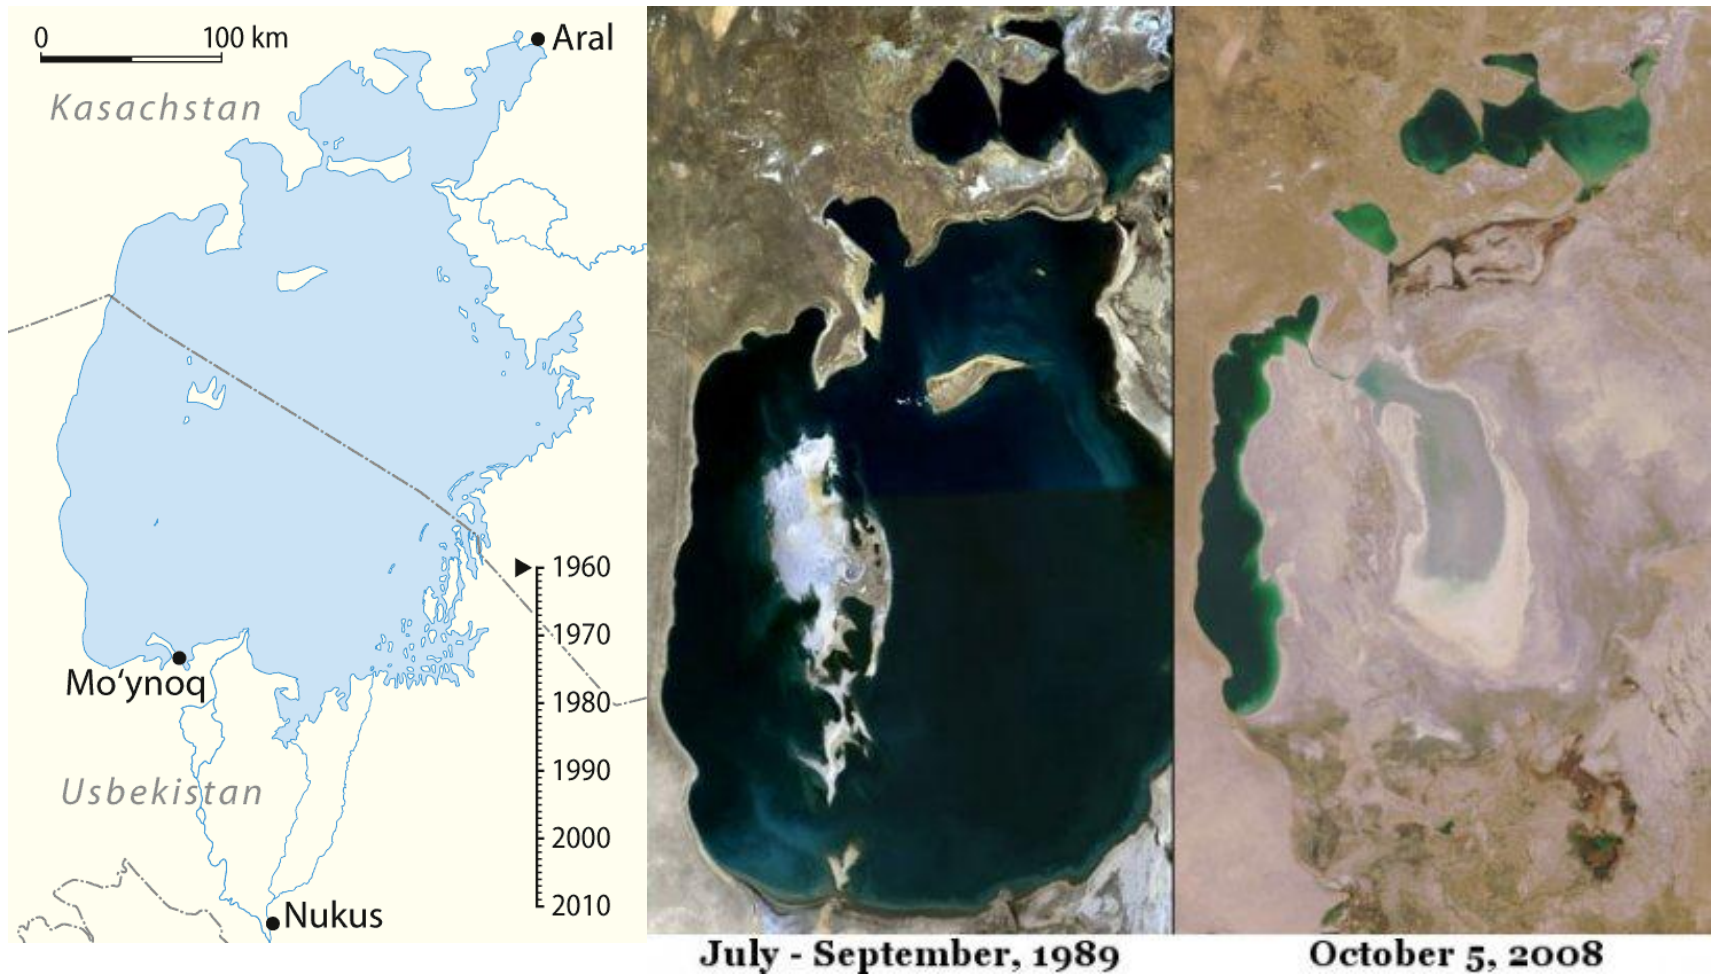 0 100 km
Aral
Kasachstan
1960
1970
Mo‘ynoq
1980
1990
Usbekistan
2000
2010
Nukus
July - September, 1989
October 5, 2008